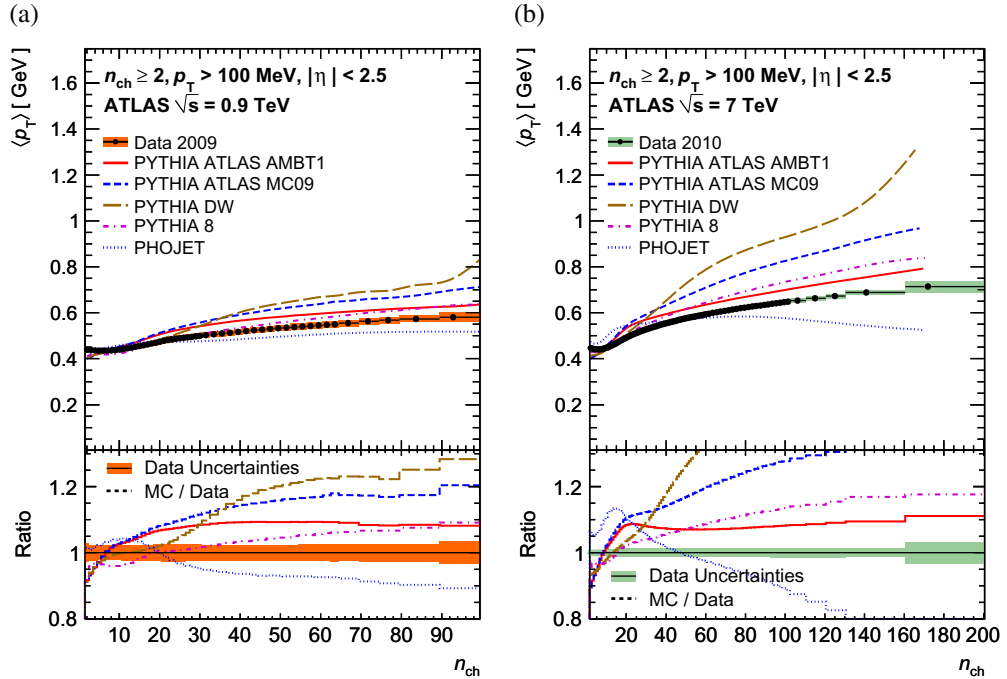 (a)
⟨p_T⟩ [ GeV ]
n_ch ≥ 2, p_T > 100 MeV, | η | < 2.5
ATLAS √s = 0.9 TeV
Data 2009
PYTHIA ATLAS AMBT1
PYTHIA ATLAS MC09
PYTHIA DW
PYTHIA 8
PHOJET
1.6
1.4
1.2
1
0.8
0.6
0.4
0.2
Data Uncertainties
MC / Data
Ratio
1.2
1
0.8
10 20 30 40 50 60 70 80 90
n_ch
(b)
⟨p_T⟩ [ GeV ]
n_ch ≥ 2, p_T > 100 MeV, | η | < 2.5
ATLAS √s = 7 TeV
Data 2010
PYTHIA ATLAS AMBT1
PYTHIA ATLAS MC09
PYTHIA DW
PYTHIA 8
PHOJET
1.6
1.4
1.2
1
0.8
0.6
0.4
0.2
Ratio
1.2
1
0.8
Data Uncertainties
MC / Data
20 40 60 80 100 120 140 160 180 200
n_ch